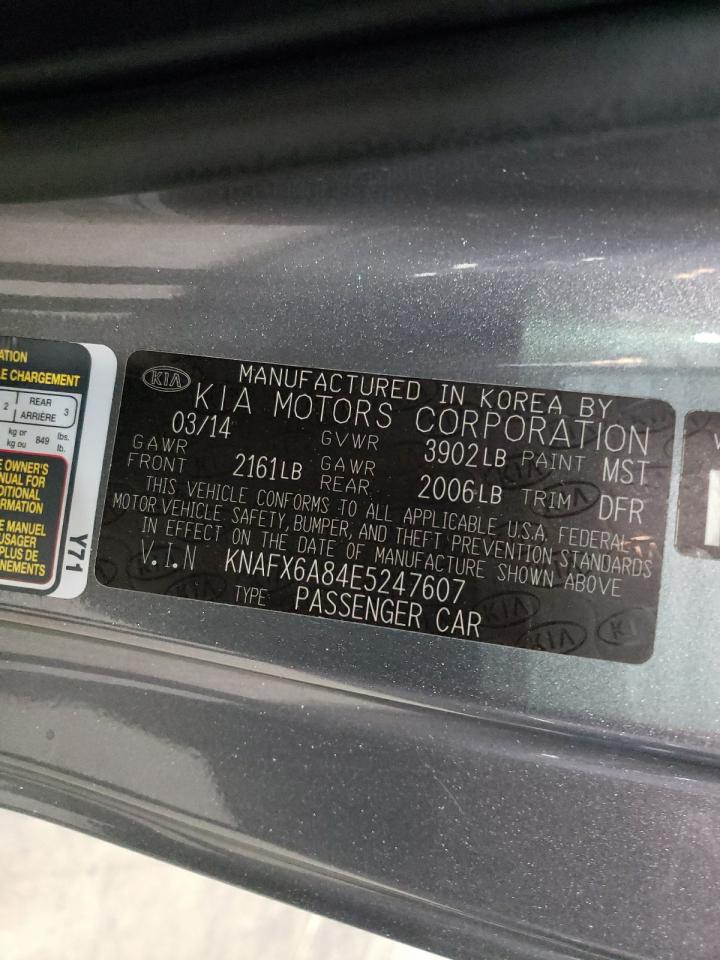 ATION
E CHARGEMENT
2 REAR 3
ARRIÈRE
kg or 849 lbs.
kg ou lb.
E OWNER'S
NUAL FOR
DDITIONAL
FORMATION
E MANUEL
USAGER
PLUS DE
INEMENTS
Y71
KIA
MANUFACTURED IN KOREA BY
KIA MOTORS CORPORATION
03/14
GAWR FRONT 2161LB GVWR 3902LB PAINT MST
GAWR REAR 2006LB TRIM DFR
THIS VEHICLE CONFORMS TO ALL APPLICABLE U.S.A. FEDERAL
MOTOR VEHICLE SAFETY, BUMPER, AND THEFT PREVENTION STANDARDS
IN EFFECT ON THE DATE OF MANUFACTURE SHOWN ABOVE
V.I.N KNAFX6A84E5247607
TYPE: PASSENGER CAR